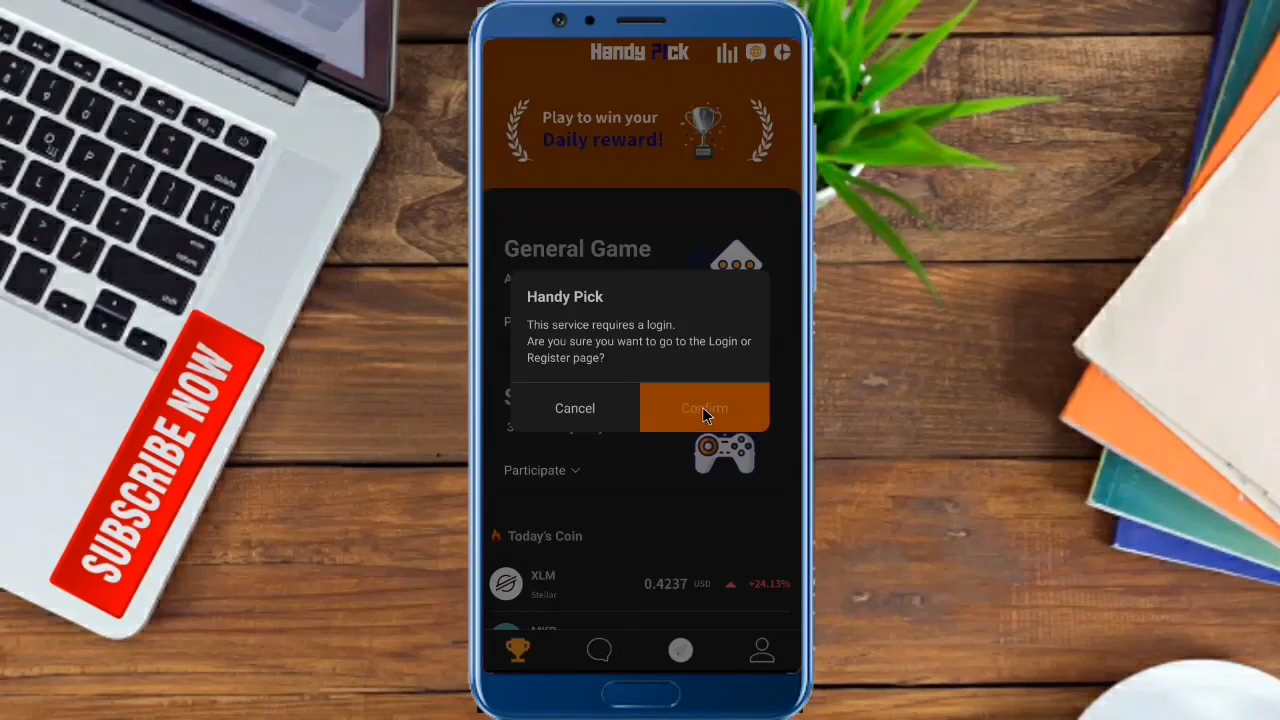 Handy Pick
Play to win your
Daily reward!
General Game
Handy Pick
This service requires a login.
Are you sure you want to go to the Login or
Register page?
Cancel
Confirm
Participate
Today's Coin
XLM
0.4237 USD
+24.13%
Stellar
SUBSCRIBE NOW